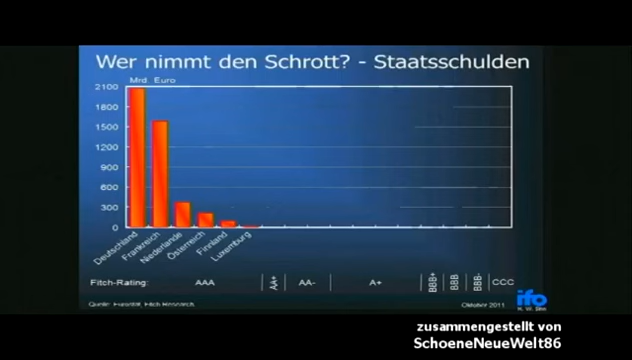 Wer nimmt den Schrott? - Staatsschulden
Mrd. Euro
2100
1800
1500
1200
900
600
300
0
Deutschland
Frankreich
Niederlande
Österreich
Finnland
Luxemburg
Fitch-Rating: AAA AA+ AA- A+ BBB+ BBB BBB- CCC
Quelle: Eurostat, Fitch Research. Oktober 2011
ifo
H. W. Sinn
zusammengestellt von
SchoeneNeueWelt86